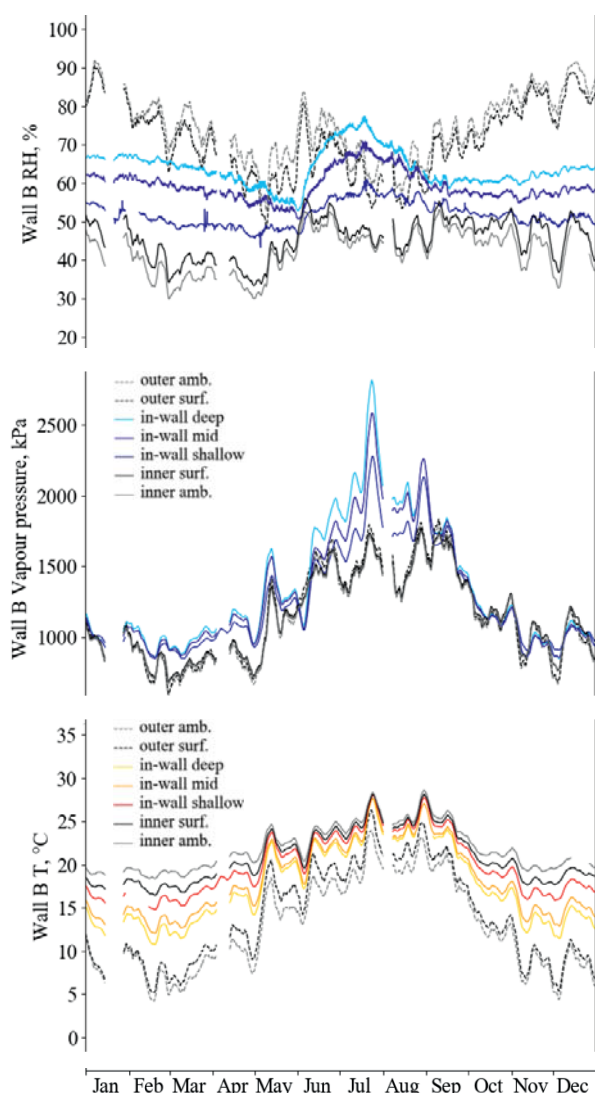 Wall B RH, %
100
90
80
70
60
50
40
30
20
Wall B Vapour pressure, kPa
2500
2000
1500
1000
outer amb.
outer surf.
in-wall deep
in-wall mid
in-wall shallow
inner surf.
inner amb.
Wall B T, °C
35
30
25
20
15
10
5
0
outer amb.
outer surf.
in-wall deep
in-wall mid
in-wall shallow
inner surf.
inner amb.
Jan Feb Mar Apr May Jun Jul Aug Sep Oct Nov Dec